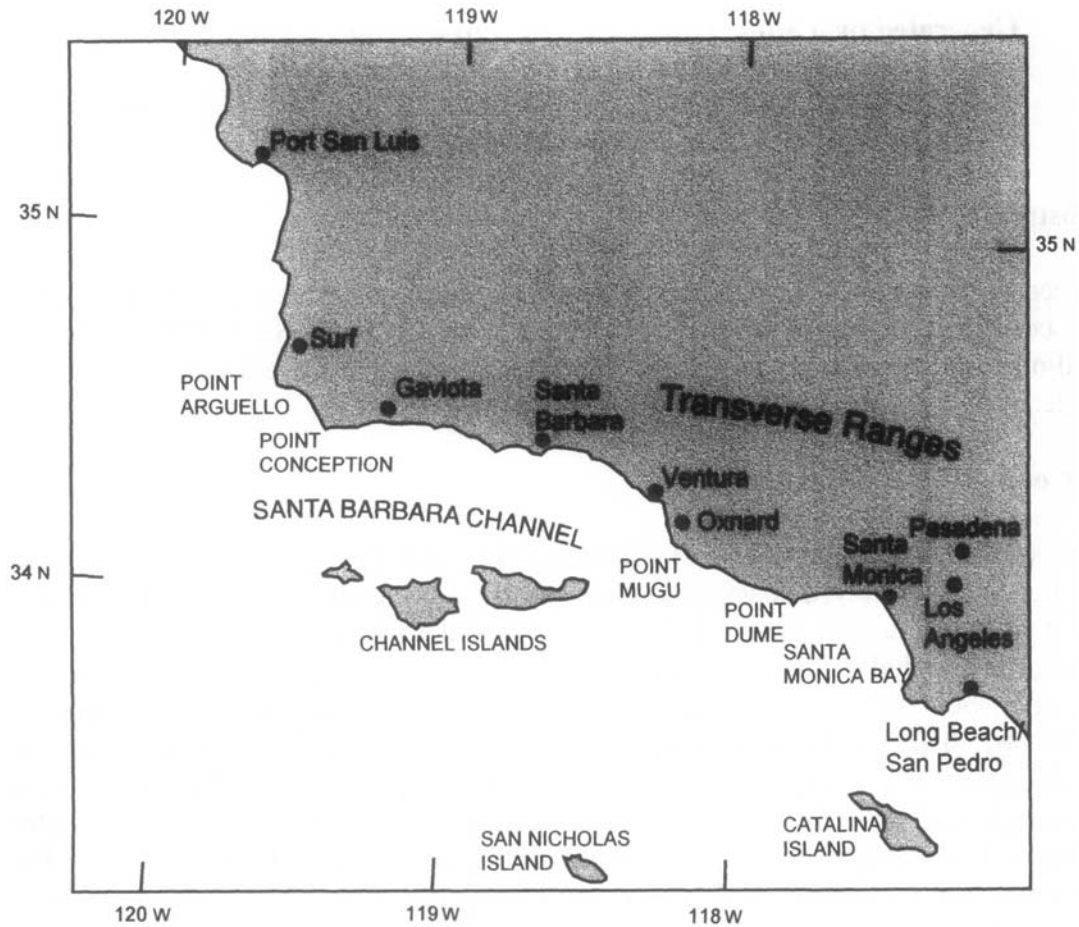 120 W 119 W 118 W
Port San Luis
35 N
35 N
Surf
POINT
ARGUELLO
Gaviota
Santa
Barbara
Transverse Ranges
POINT
CONCEPTION
Ventura
SANTA BARBARA CHANNEL
Oxnard
Pasadena
Santa
Monica
34 N
POINT
MUGU
POINT
DUME
Los
Angeles
CHANNEL ISLANDS
SANTA
MONICA BAY
Long Beach/
San Pedro
SAN NICHOLAS
ISLAND
CATALINA
ISLAND
120 W 119 W 118 W